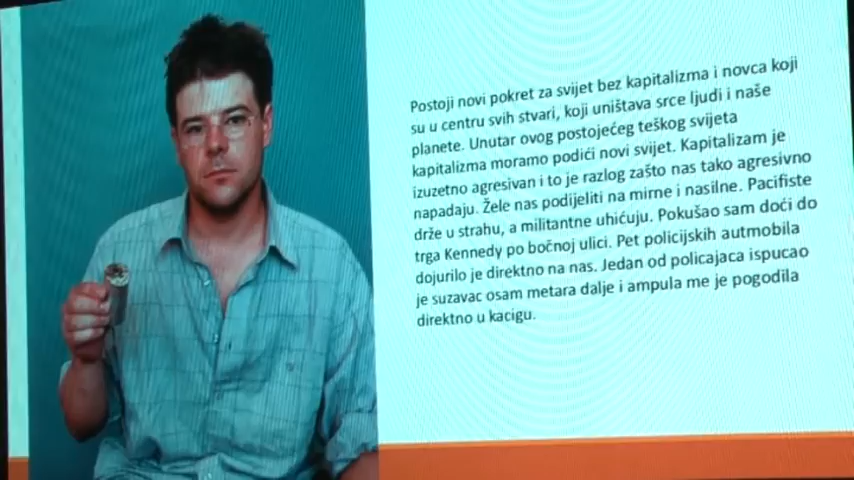 Postoji novi pokret za svijet bez kapitalizma i novca koji
su u centru svih stvari, koji uništava srce ljudi i naše
planete. Unutar ovog postojećeg teškog svijeta
kapitalizma moramo podići novi svijet. Kapitalizam je
izuzetno agresivan i to je razlog zašto nas tako agresivno
napadaju. Žele nas podijeliti na mirne i nasilne. Pacifiste
drže u strahu, a militantne uhićuju. Pokušao sam doći do
trga Kennedy po bočnoj ulici. Pet policijskih autmobila
dojurilo je direktno na nas. Jedan od policajaca ispucao
je suzavac osam metara dalje i ampula me je pogodila
direktno u kacigu.